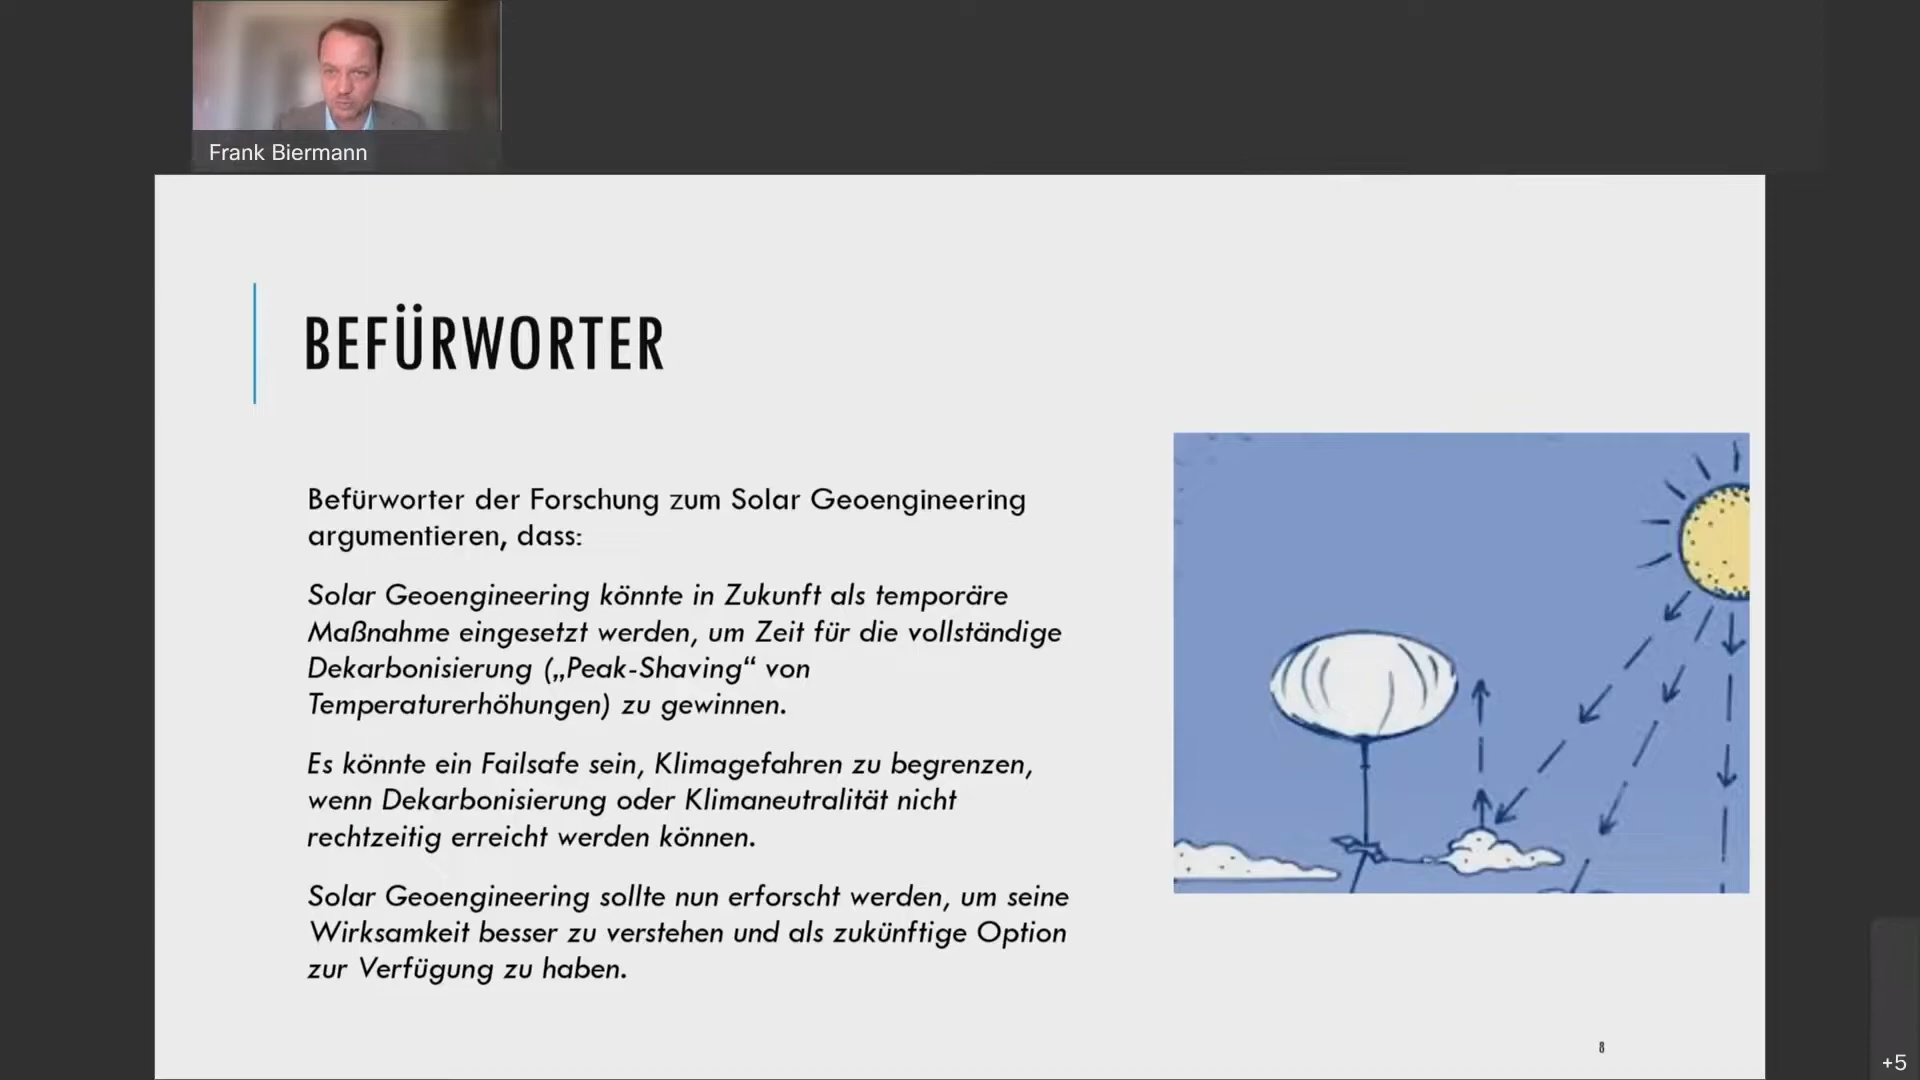 Frank Biermann
BEFÜRWORTER
Befürworter der Forschung zum Solar Geoengineering
argumentieren, dass:
Solar Geoengineering könnte in Zukunft als temporäre
Maßnahme eingesetzt werden, um Zeit für die vollständige
Dekarbonisierung („Peak-Shaving“ von
Temperaturerhöhungen) zu gewinnen.
Es könnte ein Failsafe sein, Klimagefahren zu begrenzen,
wenn Dekarbonisierung oder Klimaneutralität nicht
rechtzeitig erreicht werden können.
Solar Geoengineering sollte nun erforscht werden, um seine
Wirksamkeit besser zu verstehen und als zukünftige Option
zur Verfügung zu haben.
8
+5